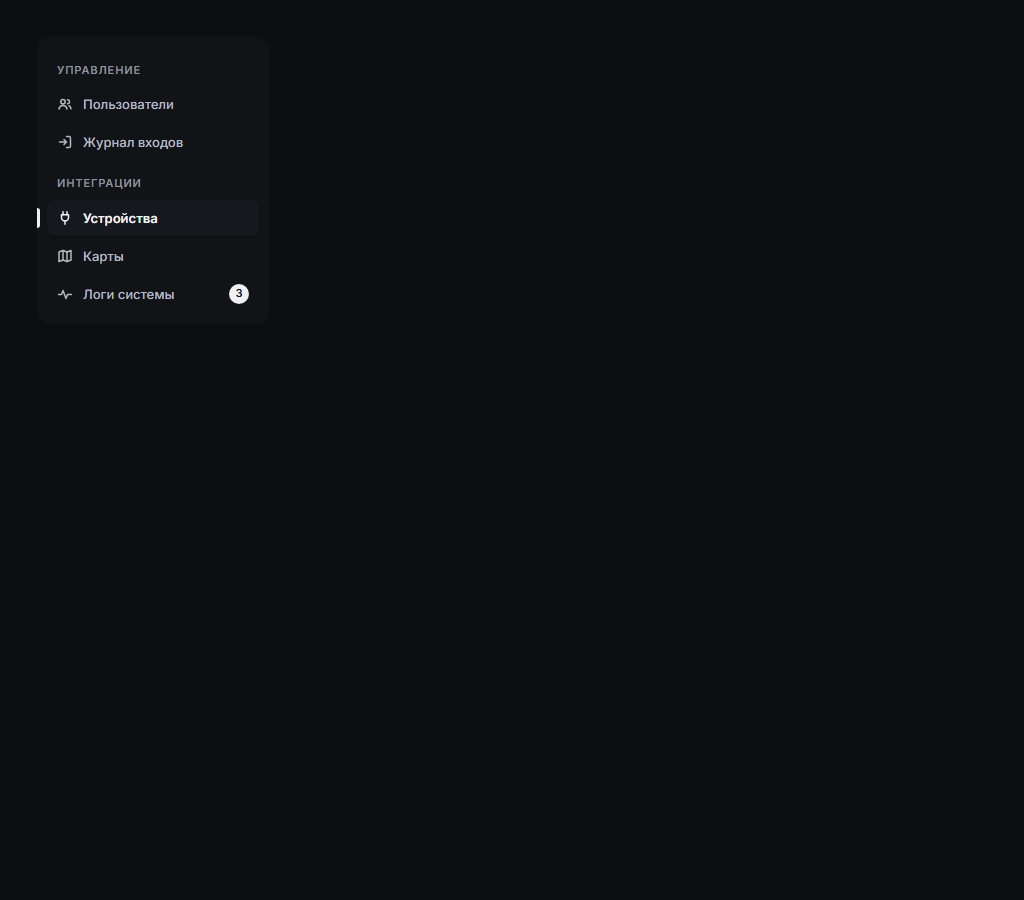 УПРАВЛЕНИЕ
Пользователи
Журнал входов
ИНТЕГРАЦИИ
Устройства
Карты
Логи системы 3